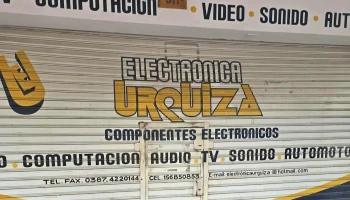 V · COMPUTACION · VIDEO · SONIDO · AUT
ELECTRONICA
URQUIZA
COMPONENTES ELECTRONICOS
O · COMPUTACION AUDIO TV · SONIDO · AUTOMOTO
TEL. FAX. 0387.4220144 CEL.156850853 E-mail electronicaurquiza@hotmail.com